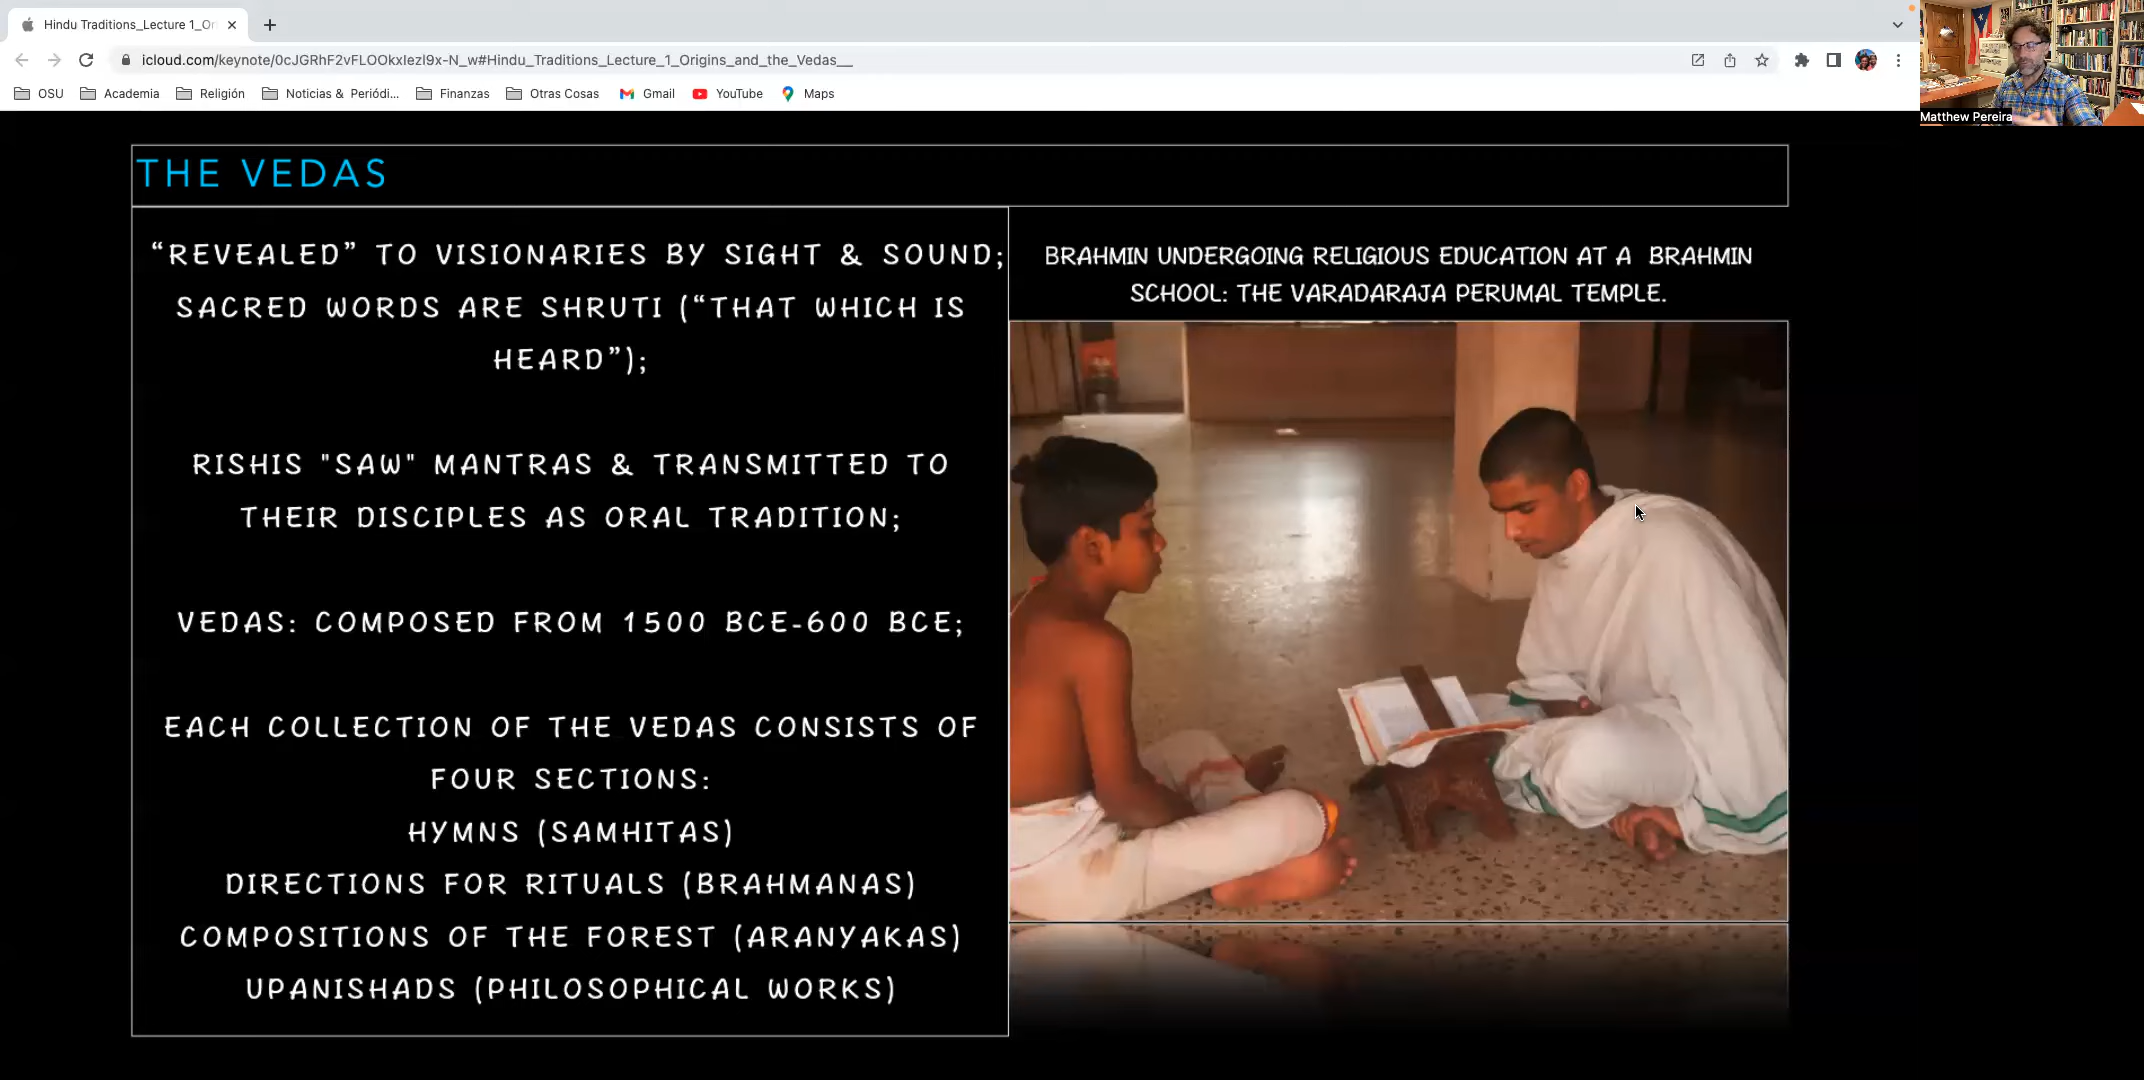 Hindu Traditions_Lecture 1_Or
icloud.com/keynote/0cJGRhF2vFLOOkxIezI9x-N_w#Hindu_Traditions_Lecture_1_Origins_and_the_Vedas__
OSU Academia Religión Noticias & Periódi... Finanzas Otras Cosas Gmail YouTube Maps
Matthew Pereira
THE VEDAS
“REVEALED” TO VISIONARIES BY SIGHT & SOUND;
SACRED WORDS ARE SHRUTI (“THAT WHICH IS
HEARD”);
RISHIS "SAW" MANTRAS & TRANSMITTED TO
THEIR DISCIPLES AS ORAL TRADITION;
VEDAS: COMPOSED FROM 1500 BCE-600 BCE;
EACH COLLECTION OF THE VEDAS CONSISTS OF
FOUR SECTIONS:
HYMNS (SAMHITAS)
DIRECTIONS FOR RITUALS (BRAHMANAS)
COMPOSITIONS OF THE FOREST (ARANYAKAS)
UPANISHADS (PHILOSOPHICAL WORKS)
BRAHMIN UNDERGOING RELIGIOUS EDUCATION AT A BRAHMIN
SCHOOL: THE VARADARAJA PERUMAL TEMPLE.